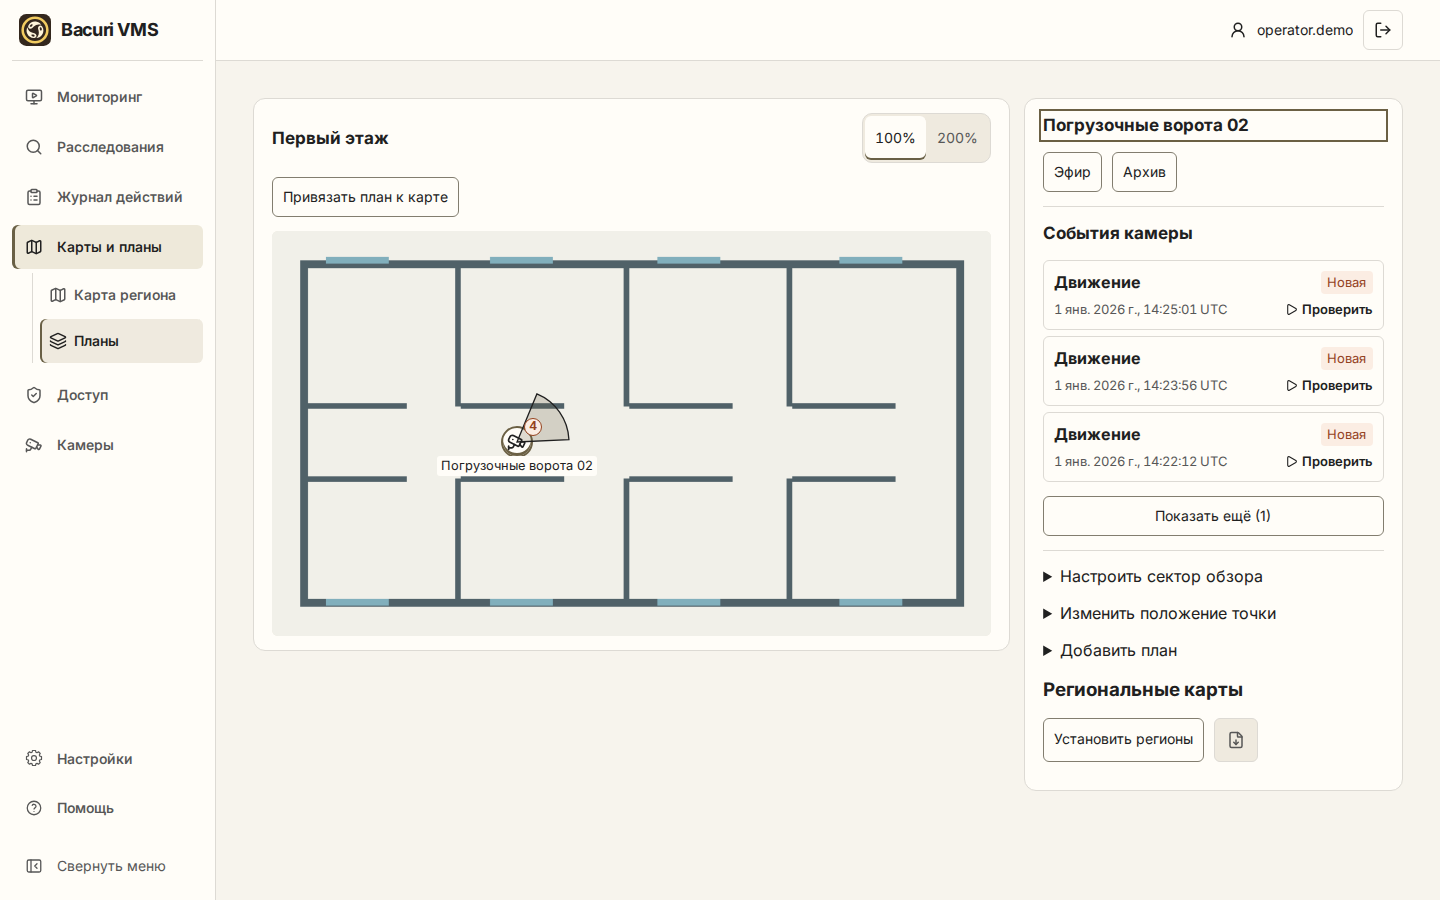 Bacuri VMS
operator.demo
Мониторинг
Расследования
Журнал действий
Карты и планы
Карта региона
Планы
Доступ
Камеры
Настройки
Помощь
Свернуть меню
Первый этаж
100% 200%
Привязать план к карте
4
Погрузочные ворота 02
Погрузочные ворота 02
Эфир Архив
События камеры
Движение Новая
1 янв. 2026 г., 14:25:01 UTC Проверить
Движение Новая
1 янв. 2026 г., 14:23:56 UTC Проверить
Движение Новая
1 янв. 2026 г., 14:22:12 UTC Проверить
Показать ещё (1)
Настроить сектор обзора
Изменить положение точки
Добавить план
Региональные карты
Установить регионы